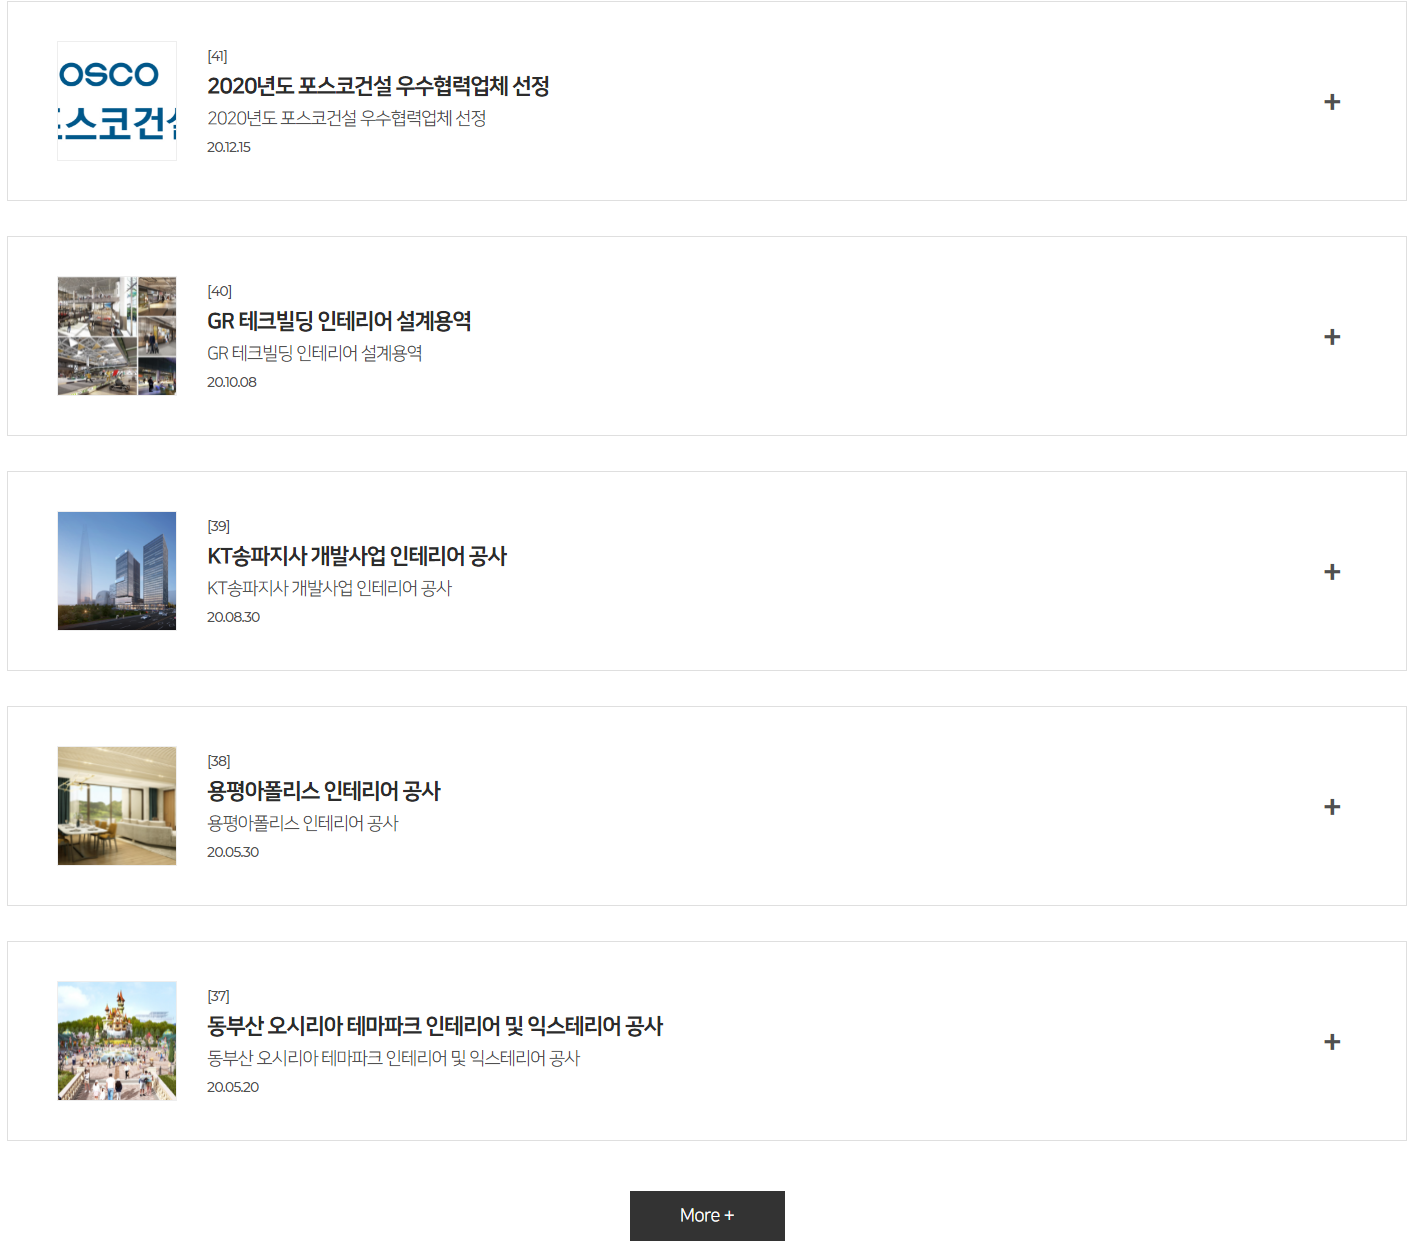 OSCO
포스코건설
[41]
2020년도 포스코건설 우수협력업체 선정
2020년도 포스코건설 우수협력업체 선정
20.12.15
+
[40]
GR 테크빌딩 인테리어 설계용역
GR 테크빌딩 인테리어 설계용역
20.10.08
+
[39]
KT송파지사 개발사업 인테리어 공사
KT송파지사 개발사업 인테리어 공사
20.08.30
+
[38]
용평아폴리스 인테리어 공사
용평아폴리스 인테리어 공사
20.05.30
+
[37]
동부산 오시리아 테마파크 인테리어 및 익스테리어 공사
동부산 오시리아 테마파크 인테리어 및 익스테리어 공사
20.05.20
+
More +